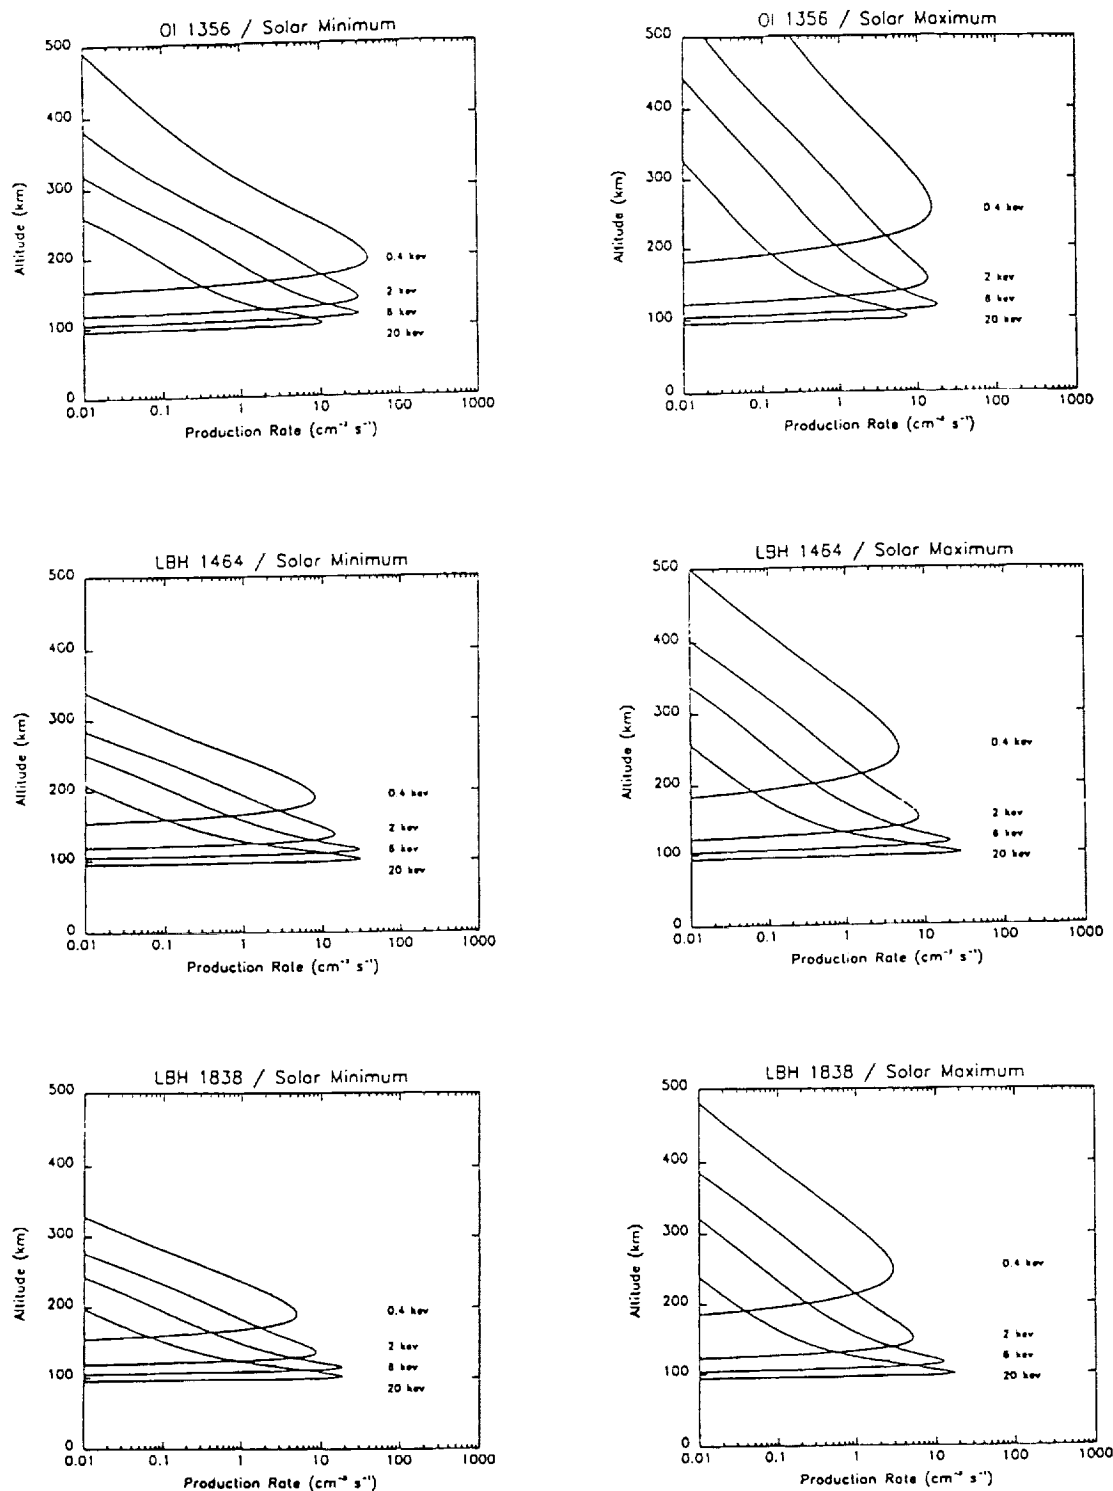 OI 1356 / Solar Minimum
500
400
300
200
100
0
Altitude (km)
0.4 kev
2 kev
6 kev
20 kev
0.01 0.1 1 10 100 1000
Production Rate (cm⁻³ s⁻¹)
OI 1356 / Solar Maximum
500
400
300
200
100
0
Altitude (km)
0.4 kev
2 kev
6 kev
20 kev
0.01 0.1 1 10 100 1000
Production Rate (cm⁻³ s⁻¹)
LBH 1464 / Solar Minimum
500
400
300
200
100
0
Altitude (km)
0.4 kev
2 kev
6 kev
20 kev
0.01 0.1 1 10 100 1000
Production Rate (cm⁻³ s⁻¹)
LBH 1464 / Solar Maximum
500
400
300
200
100
0
Altitude (km)
0.4 kev
2 kev
6 kev
20 kev
0.01 0.1 1 10 100 1000
Production Rate (cm⁻³ s⁻¹)
LBH 1838 / Solar Minimum
500
400
300
200
100
0
Altitude (km)
0.4 kev
2 kev
6 kev
20 kev
0.01 0.1 1 10 100 1000
Production Rate (cm⁻³ s⁻¹)
LBH 1838 / Solar Maximum
500
400
300
200
100
0
Altitude (km)
0.4 kev
2 kev
6 kev
20 kev
0.01 0.1 1 10 100 1000
Production Rate (cm⁻³ s⁻¹)